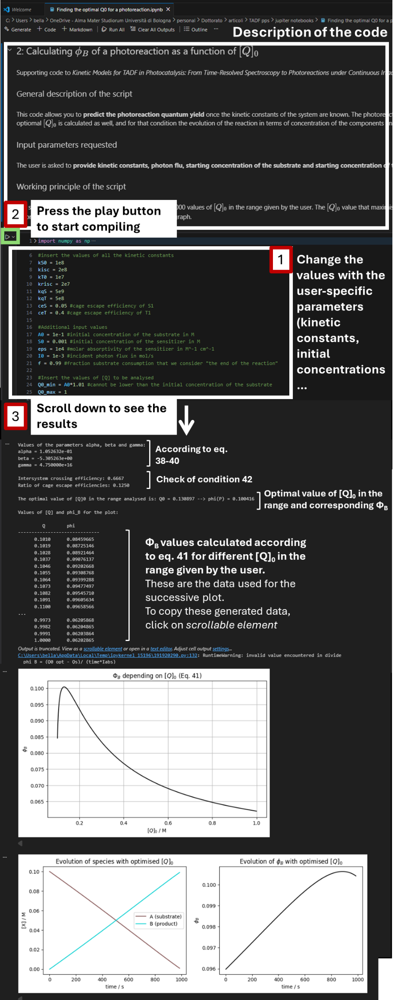 Welcome
Finding the optimal Q0 for a photoreaction.ipynb
C: > Users > bella > OneDrive - Alma Mater Studiorum Università di Bologna > personal > Dottorato > articoli > TADF pps > jupiter notebooks > Finding the optimal Q0 for a p
Generate + Code + Markdown | Run All Clear All Outputs | Outline ...
Description of the code
2: Calculating ϕB of a photoreaction as a function of [Q]0
Supporting code to Kinetic Models for TADF in Photocatalysis: From Time-Resolved Spectroscopy to Photoreactions under Continuous
General description of the script
This code allows you to predict the photoreaction quantum yield once the kinetic constants of the system are known. The
optiomal [Q]0 is calculated as well, and for that condition the evolution of the reaction in terms of concentration of the components
Input parameters requested
The user is asked to provide kinetic constants, photon flu, starting concentration of the substrate and starting concentration
Working principle of the script
2
Press the play button
to start compiling
000 values of [Q]0 in the range given by the user. The [Q]0 value that
raph.
1 > import numpy as np ...
6 #insert the values of all the kinetic constants
7 kS0 = 1e8
8 kisc = 2e8
9 kT0 = 1e7
10 krisc = 2e7
11 kqS = 5e9
12 kqT = 5e8
13 ceS = 0.05 #cage escape efficiency of S1
14 ceT = 0.4 #cage escape efficiency of T1
15
16 #Additional input values
17 A0 = 1e-1 #initial concentration of the substrate in M
18 S0 = 0.001 #initial concentration of the sensitizer in M
19 eps = 1e4 #molar absorptivity of the sensitizer in M^-1 cm^-1
20 I0 = 1e-3 #incident photon flux in mol/s
21 f = 0.99 #fraction substrate consumption that we consider "the end of the reaction"
22
23 #Insert the values of [Q] to be analysed
24 Q0_min = A0*1.01 #cannot be lower than the initial concentration of the substrate
25 Q0_max = 1
1
Change the
values with the
user-specific
parameters
(kinetic
constants,
initial
concentrations
...
3
Scroll down to see the
results
Values of the parameters alpha, beta and gamma:
alpha = 1.052632e-01
beta = -5.305263e+00
gamma = 4.750000e+16
According to eq.
38-40
Intersystem crossing efficiency: 0.6667
Ratio of cage escape efficiencies: 0.1250
Check of condition 42
The optimal value of [Q]0 in the range analysed is: Q0 = 0.130897 --> phi(P) = 0.100416
Optimal value of [Q]0 in the
range and corresponding ΦB
Values of [Q] and phi_B for the plot:
Q phi
------------------------------
0.1010 0.08459665
0.1019 0.08725146
0.1028 0.08921464
0.1037 0.09076137
0.1046 0.09202668
0.1055 0.09308768
0.1064 0.09399288
0.1073 0.09477497
0.1082 0.09545710
0.1091 0.09605634
0.1100 0.09658566
...
0.9973 0.06205868
0.9982 0.06204865
0.9991 0.06203864
1.0000 0.06202865
ΦB values calculated according
to eq. 41 for different [Q]0 in the
range given by the user.
These are the data used for the
successive plot.
To copy these generated data,
click on scrollable element
Output is truncated. View as a scrollable element or open in a text editor. Adjust cell output settings...
C:\Users\bella\AppData\Local\Temp\ipykernel_15196\191920290.py:132: RuntimeWarning: invalid value encountered in divide
phi_B = (Q0_opt - Qs)/ (time*Iabs)
ΦB depending on [Q]0 (Eq. 41)
0.100
0.095
0.090
0.085
0.080
0.075
0.070
0.065
ϕB
0.2 0.4 0.6 0.8 1.0
[Q]0 / M
Evolution of species with optimised [Q]0
0.10
0.08
0.06
0.04
0.02
0.00
[X] / M
A (substrate)
B (product)
0 200 400 600 800 1000
time / s
Evolution of ϕB with optimised [Q]0
0.100
0.099
0.098
0.097
0.096
ϕB
0 200 400 600 800 1000
time / s